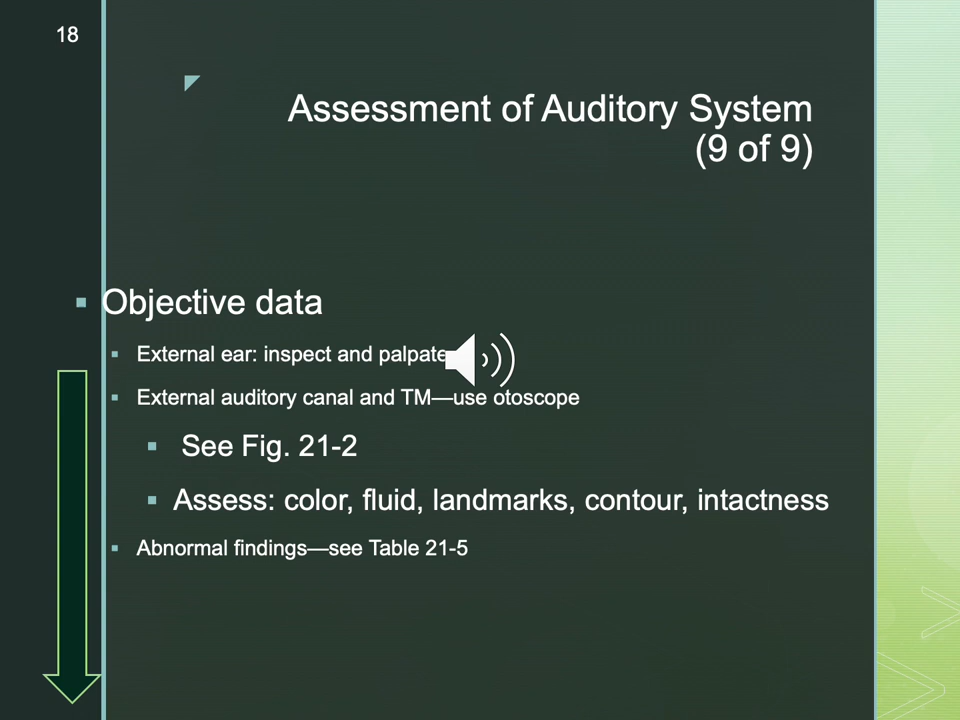 18
Assessment of Auditory System
(9 of 9)
Objective data
External ear: inspect and palpate
External auditory canal and TM—use otoscope
See Fig. 21-2
Assess: color, fluid, landmarks, contour, intactness
Abnormal findings—see Table 21-5